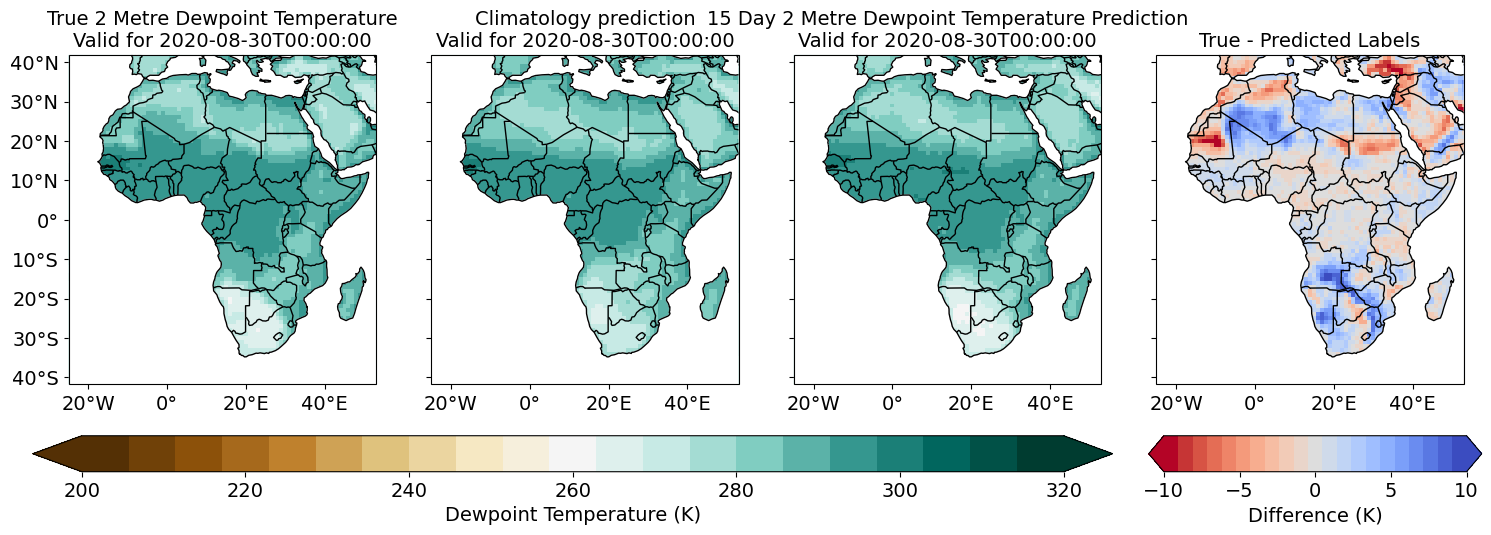 True 2 Metre Dewpoint Temperature
Valid for 2020-08-30T00:00:00
Climatology prediction  15 Day 2 Metre Dewpoint Temperature Prediction
Valid for 2020-08-30T00:00:00
Valid for 2020-08-30T00:00:00
True - Predicted Labels
40°N
30°N
20°N
10°N
0°
10°S
20°S
30°S
40°S
20°W 0° 20°E 40°E
20°W 0° 20°E 40°E
20°W 0° 20°E 40°E
20°W 0° 20°E 40°E
200 220 240 260 280 300 320
Dewpoint Temperature (K)
−10 −5 0 5 10
Difference (K)